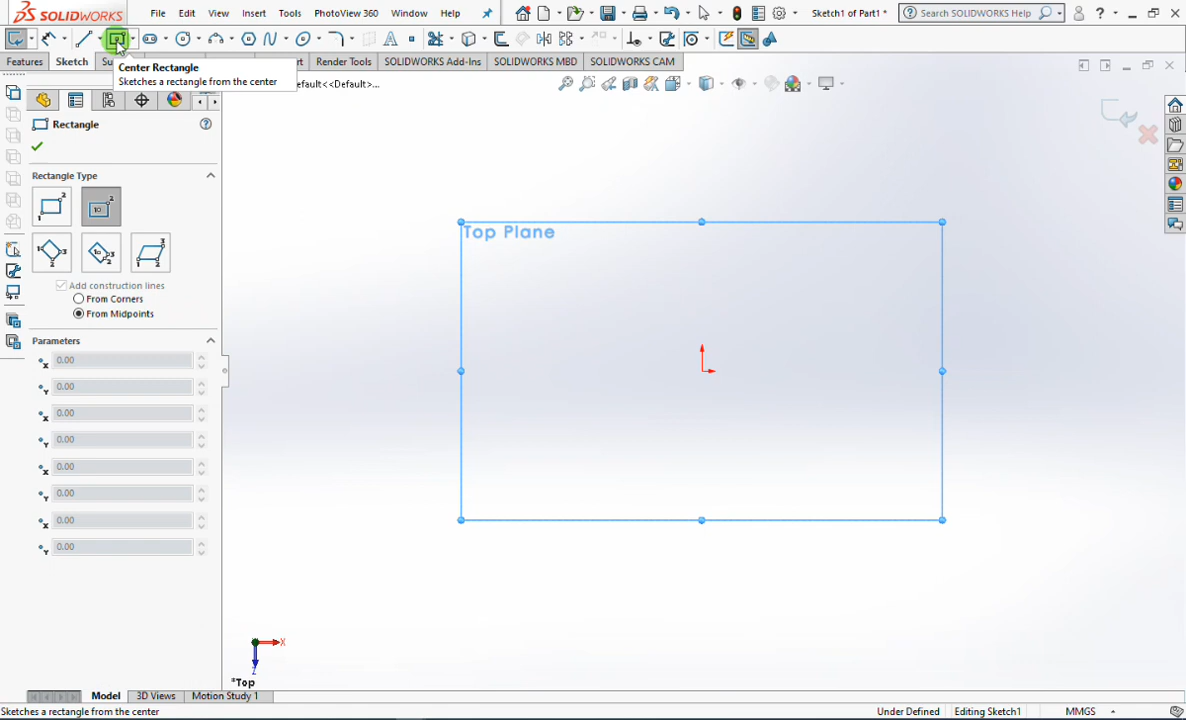 SOLIDWORKS File Edit View Insert Tools PhotoView 360 Window Help Sketch1 of Part1 * Search SOLIDWORKS Help
Features Sketch Su rt Render Tools SOLIDWORKS Add-Ins SOLIDWORKS MBD SOLIDWORKS CAM
Center Rectangle
Sketches a rectangle from the center
efault<<Default>...
Rectangle
Rectangle Type
Add construction lines
From Corners
From Midpoints
Parameters
x 0.00
Y 0.00
x 0.00
Y 0.00
x 0.00
Y 0.00
x 0.00
Y 0.00
Top Plane
X
Z
*Top
Model 3D Views Motion Study 1
Sketches a rectangle from the center Under Defined Editing Sketch1 MMGS